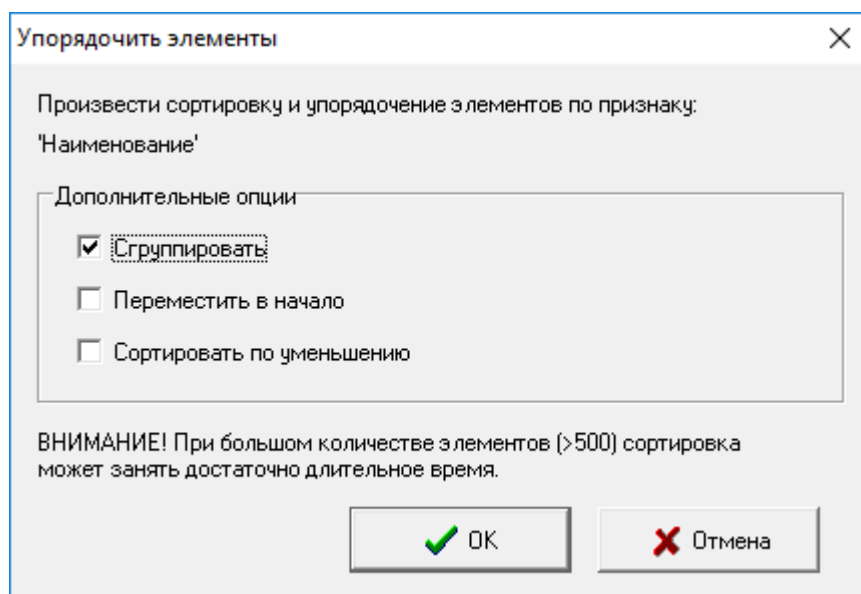 Упорядочить элементы
Произвести сортировку и упорядочение элементов по признаку:
'Наименование'
Дополнительные опции
Сгруппировать
Переместить в начало
Сортировать по уменьшению
ВНИМАНИЕ! При большом количестве элементов (>500) сортировка
может занять достаточно длительное время.
OK
Отмена